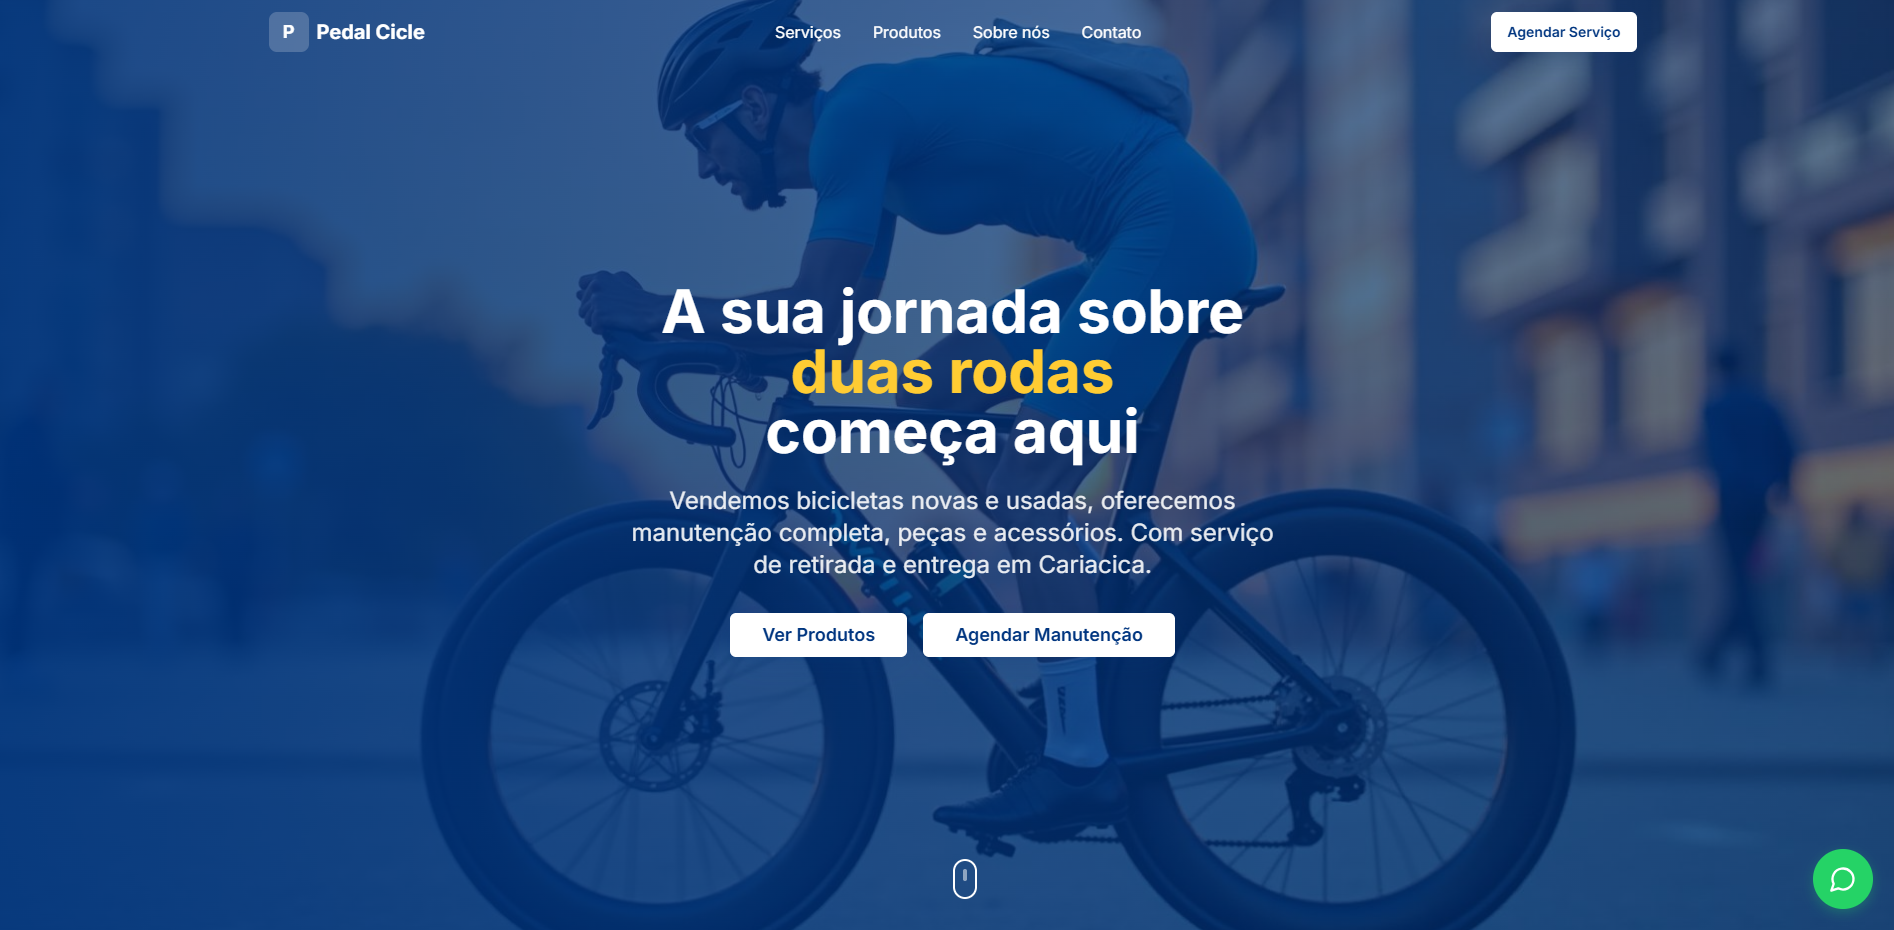 P Pedal Cicle
Serviços Produtos Sobre nós Contato
Agendar Serviço
A sua jornada sobre
duas rodas
começa aqui
Vendemos bicicletas novas e usadas, oferecemos
manutenção completa, peças e acessórios. Com serviço
de retirada e entrega em Cariacica.
Ver Produtos Agendar Manutenção